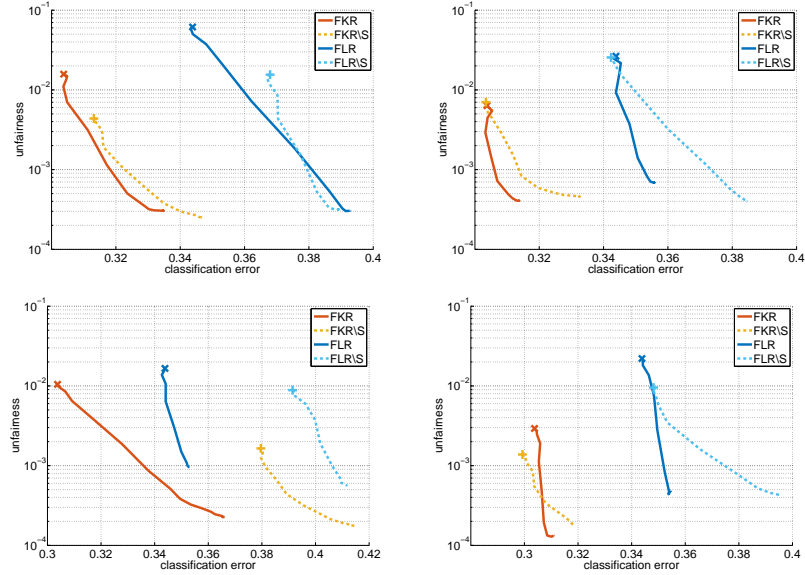 10^{-1}
10^{-2}
10^{-3}
10^{-4}
unfairness
0.32
0.34
0.36
0.38
0.4
classification error
FKR
FKR\S
FLR
FLR\S
10^{-1}
10^{-2}
10^{-3}
10^{-4}
unfairness
0.32
0.34
0.36
0.38
0.4
classification error
FKR
FKR\S
FLR
FLR\S
10^{-1}
10^{-2}
10^{-3}
10^{-4}
unfairness
0.3
0.32
0.34
0.36
0.38
0.4
0.42
classification error
FKR
FKR\S
FLR
FLR\S
10^{-1}
10^{-2}
10^{-3}
10^{-4}
unfairness
0.3
0.32
0.34
0.36
0.38
0.4
classification error
FKR
FKR\S
FLR
FLR\S